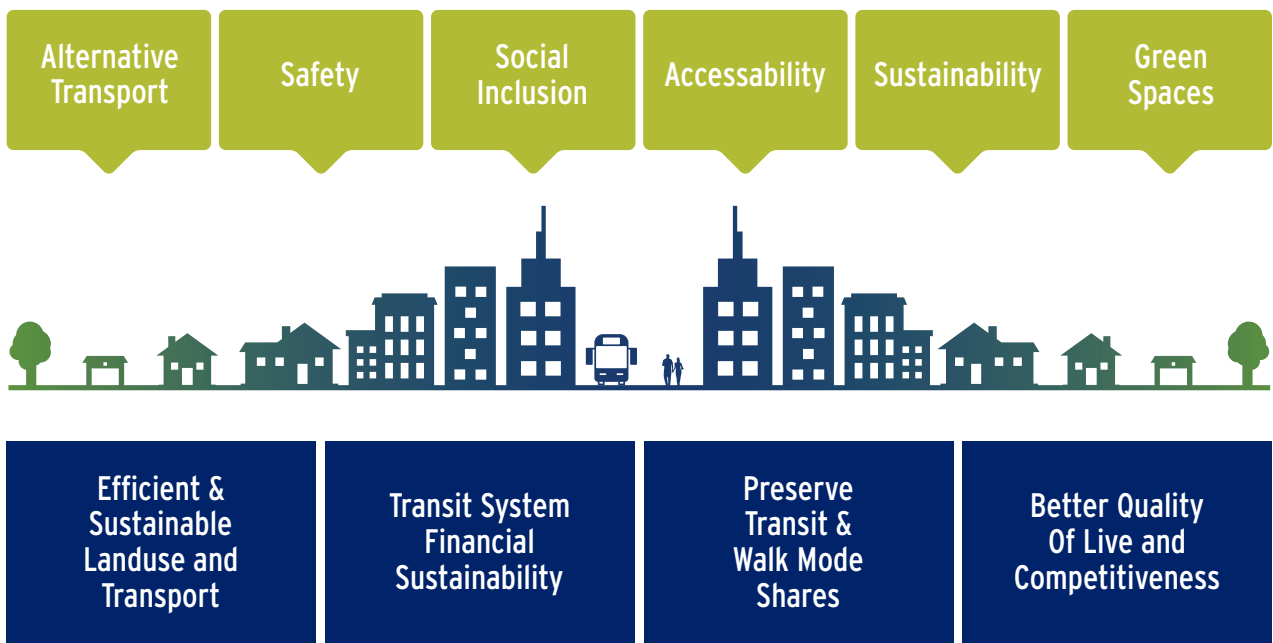 Alternative
Transport
Safety
Social
Inclusion
Accessability
Sustainability
Green
Spaces
Efficient &
Sustainable
Landuse and
Transport
Transit System
Financial
Sustainability
Preserve
Transit &
Walk Mode
Shares
Better Quality
Of Live and
Competitiveness